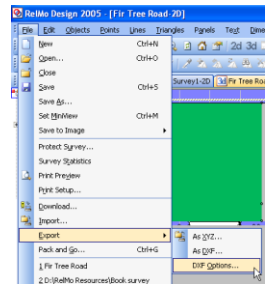 RelMo Design 2005 - [Fir Tree Road-2D]
File Edit Objects Points Lines Triangles Panels Text Dime
New Ctrl+N
Open... Ctrl+O
Close
Save Ctrl+S
Save As...
Set MiniView Ctrl+M
Save to Image
Protect Survey...
Survey Statistics
Print Preview
Print Setup...
Download...
Import...
Export
Pack and Go... Ctrl+G
1 Fir Tree Road
2 D:\RelMo Resources\Book survey
2d 3d
Survey1-2D Fir Tree Roa
As XYZ...
As DXF...
DXF Options...